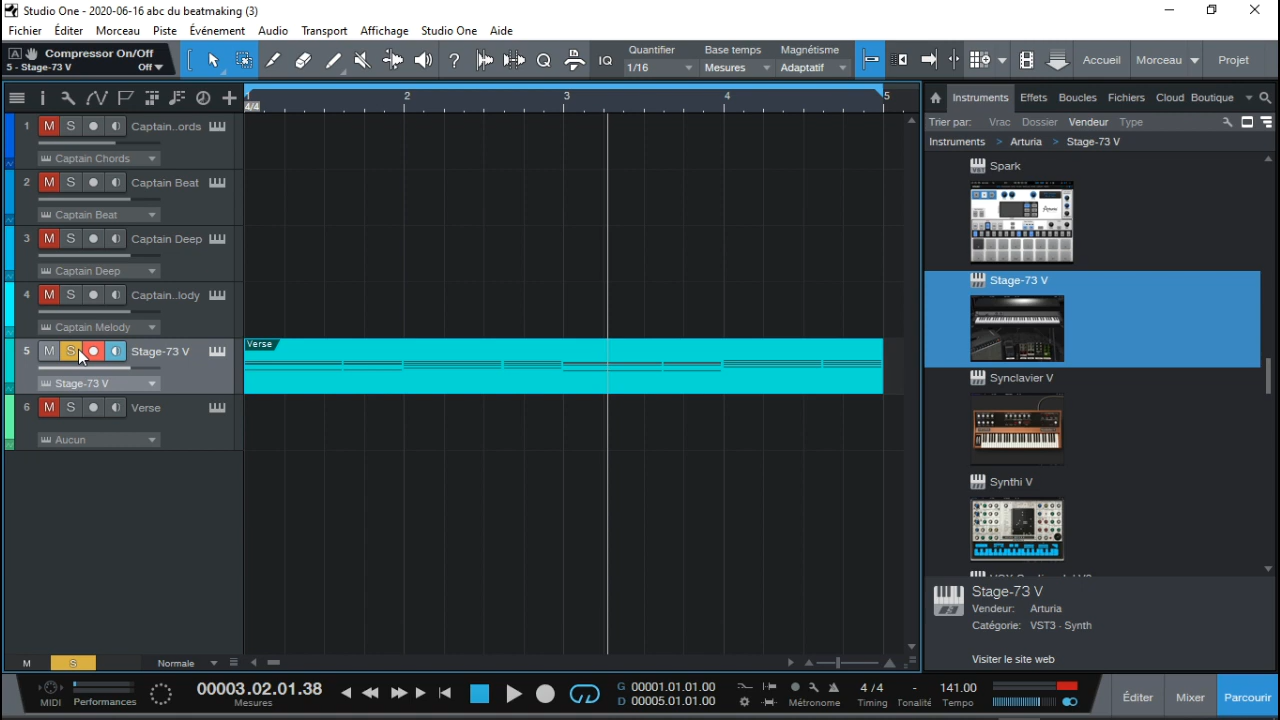 Studio One - 2020-06-16 abc du beatmaking (3)
Fichier Éditer Morceau Piste Événement Audio Transport Affichage Studio One Aide
A Compressor On/Off
5 - Stage-73 V Off
IQ
Quantifier
1/16
Base temps
Mesures
Magnétisme
Adaptatif
Accueil Morceau Projet
Instruments Effets Boucles Fichiers Cloud Boutique
Trier par: Vrac Dossier Vendeur Type
Instruments > Arturia > Stage-73 V
4/4
1 2 3 4 5
1 M S Captain..ords
Captain Chords
2 M S Captain Beat
Captain Beat
3 M S Captain Deep
Captain Deep
4 M S Captain..lody
Captain Melody
5 M S Stage-73 V
Stage-73 V
6 M S Verse
Aucun
Verse
Spark
Stage-73 V
Synclavier V
Synthi V
Stage-73 V
Vendeur: Arturia
Catégorie: VST3 - Synth
Visiter le site web
M S Normale
MIDI
Performances
00003.02.01.38
Mesures
G 00001.01.01.00
D 00005.01.01.00
Métronome
4 / 4
Timing
-
Tonalité
141.00
Tempo
Éditer Mixer Parcourir